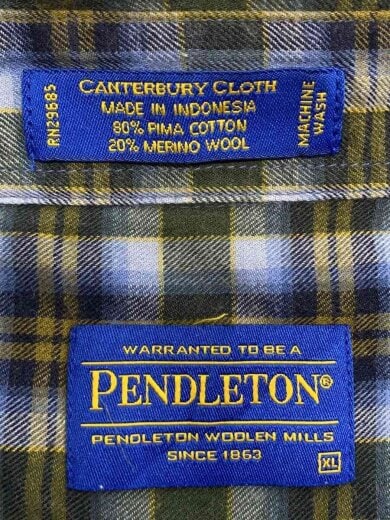 RN29685
CANTERBURY CLOTH
MADE IN INDONESIA
80% PIMA COTTON
20% MERINO WOOL
MACHINE
WASH
WARRANTED TO BE A
PENDLETON®
PENDLETON WOOLEN MILLS
SINCE 1863
XL